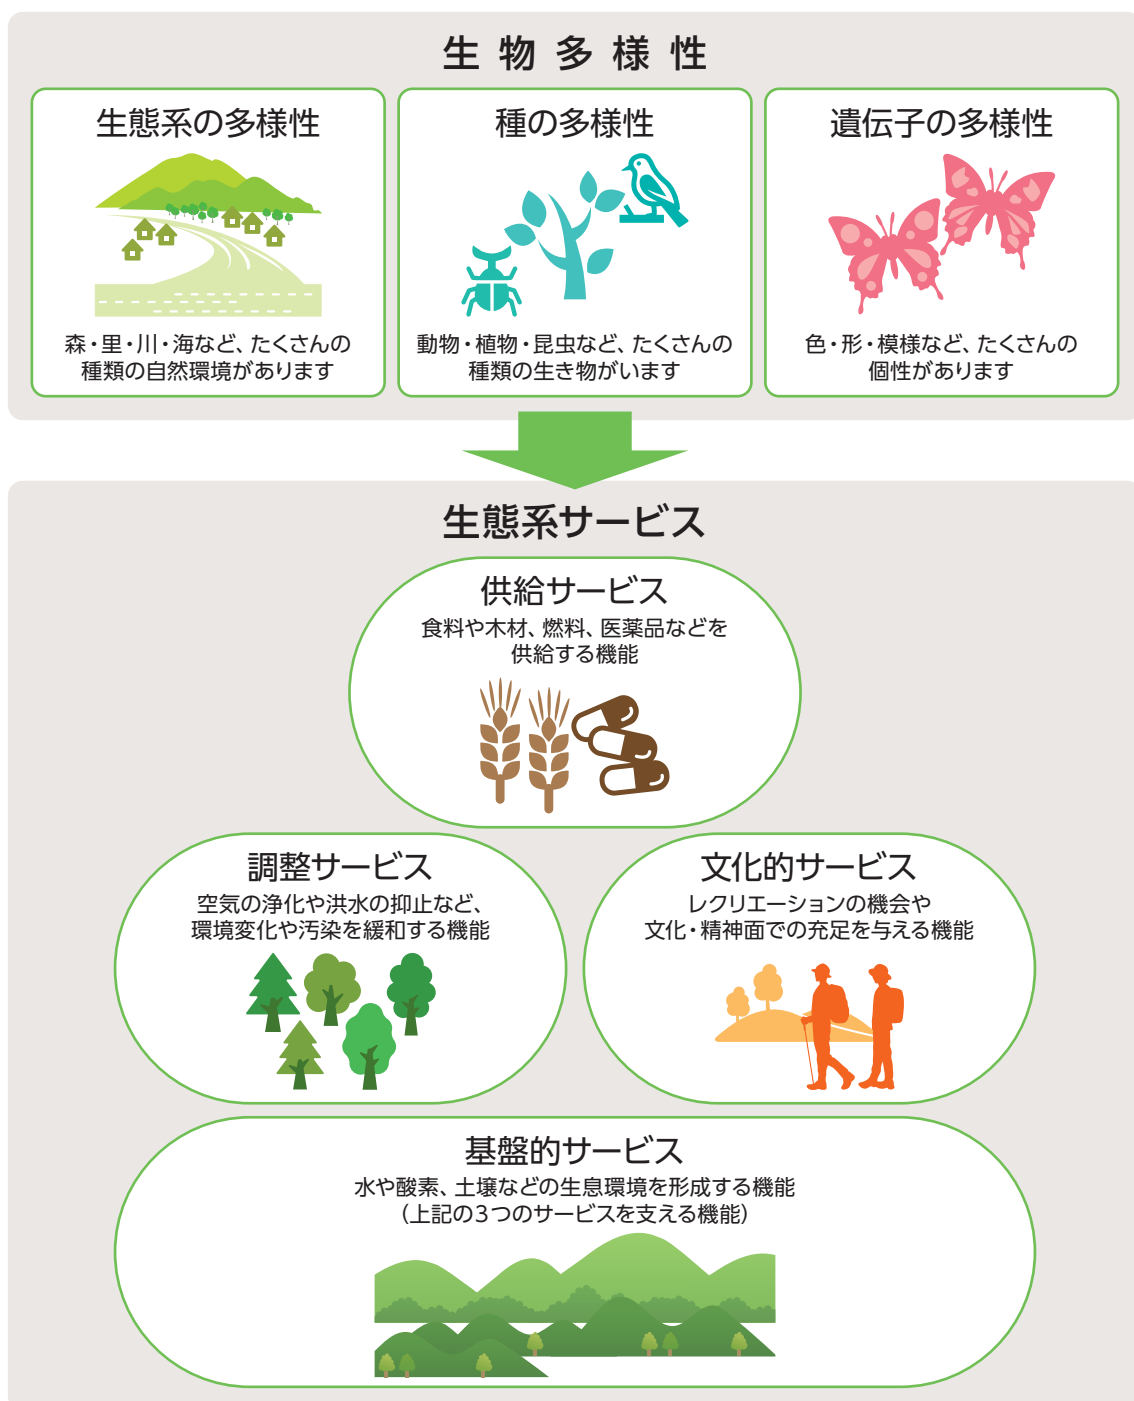 生物多様性
生態系の多様性
森・里・川・海など、たくさんの
種類の自然環境があります
種の多様性
動物・植物・昆虫など、たくさんの
種類の生き物がいます
遺伝子の多様性
色・形・模様など、たくさんの
個性があります
生態系サービス
供給サービス
食料や木材、燃料、医薬品などを
供給する機能
調整サービス
空気の浄化や洪水の抑止など、
環境変化や汚染を緩和する機能
文化的サービス
レクリエーションの機会や
文化・精神面での充足を与える機能
基盤的サービス
水や酸素、土壌などの生息環境を形成する機能
（上記の3つのサービスを支える機能）